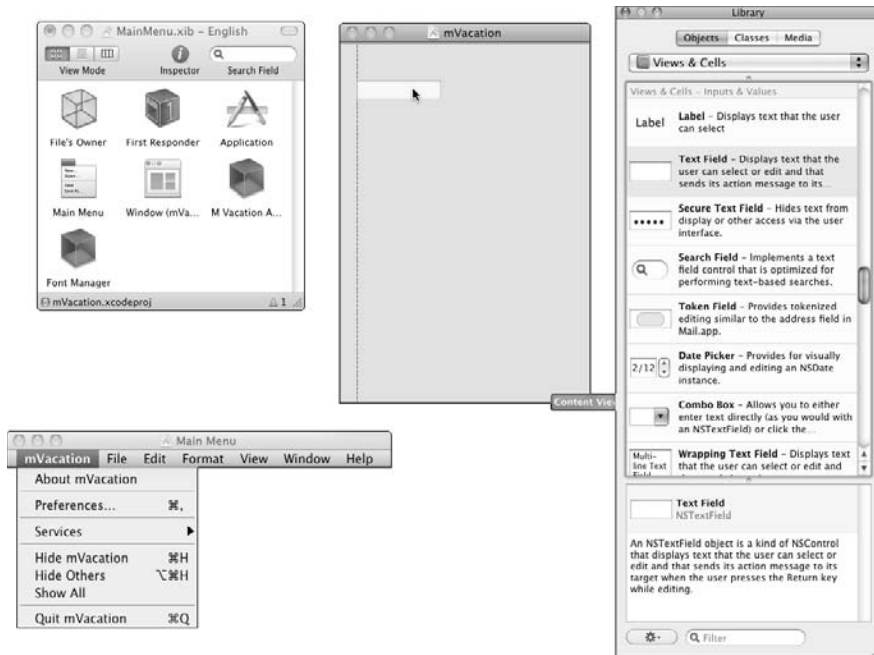 MainMenu.xib – English
View Mode
Inspector
Search Field
File's Owner
First Responder
Application
Main Menu
Window (mVa...
M Vacation A...
Font Manager
mVacation.xcodeproj
1
mVacation
Content View
Library
Objects
Classes
Media
Views & Cells
Views & Cells – Inputs & Values
Label
Label – Displays text that the user
can select
Text Field – Displays text that the
user can select or edit and that
sends its action message to its...
Secure Text Field – Hides text from
display or other access via the user
interface.
Search Field – Implements a text
field control that is optimized for
performing text-based searches.
Token Field – Provides tokenized
editing similar to the address field in
Mail.app.
2/12
Date Picker – Provides for visually
displaying and editing an NSDate
instance.
Combo Box – Allows you to either
enter text directly (as you would with
an NSTextField) or click the...
Multi-
line Text
Field
Wrapping Text Field – Displays text
that the user can select or edit and
Text Field
NSTextField
An NSTextField object is a kind of NSControl
that displays text that the user can select or
edit and that sends its action message to its
target when the user presses the Return key
while editing.
Filter
Main Menu
mVacation File Edit Format View Window Help
About mVacation
Preferences... ⌘,
Services
Hide mVacation ⌘H
Hide Others ⌥⌘H
Show All
Quit mVacation ⌘Q